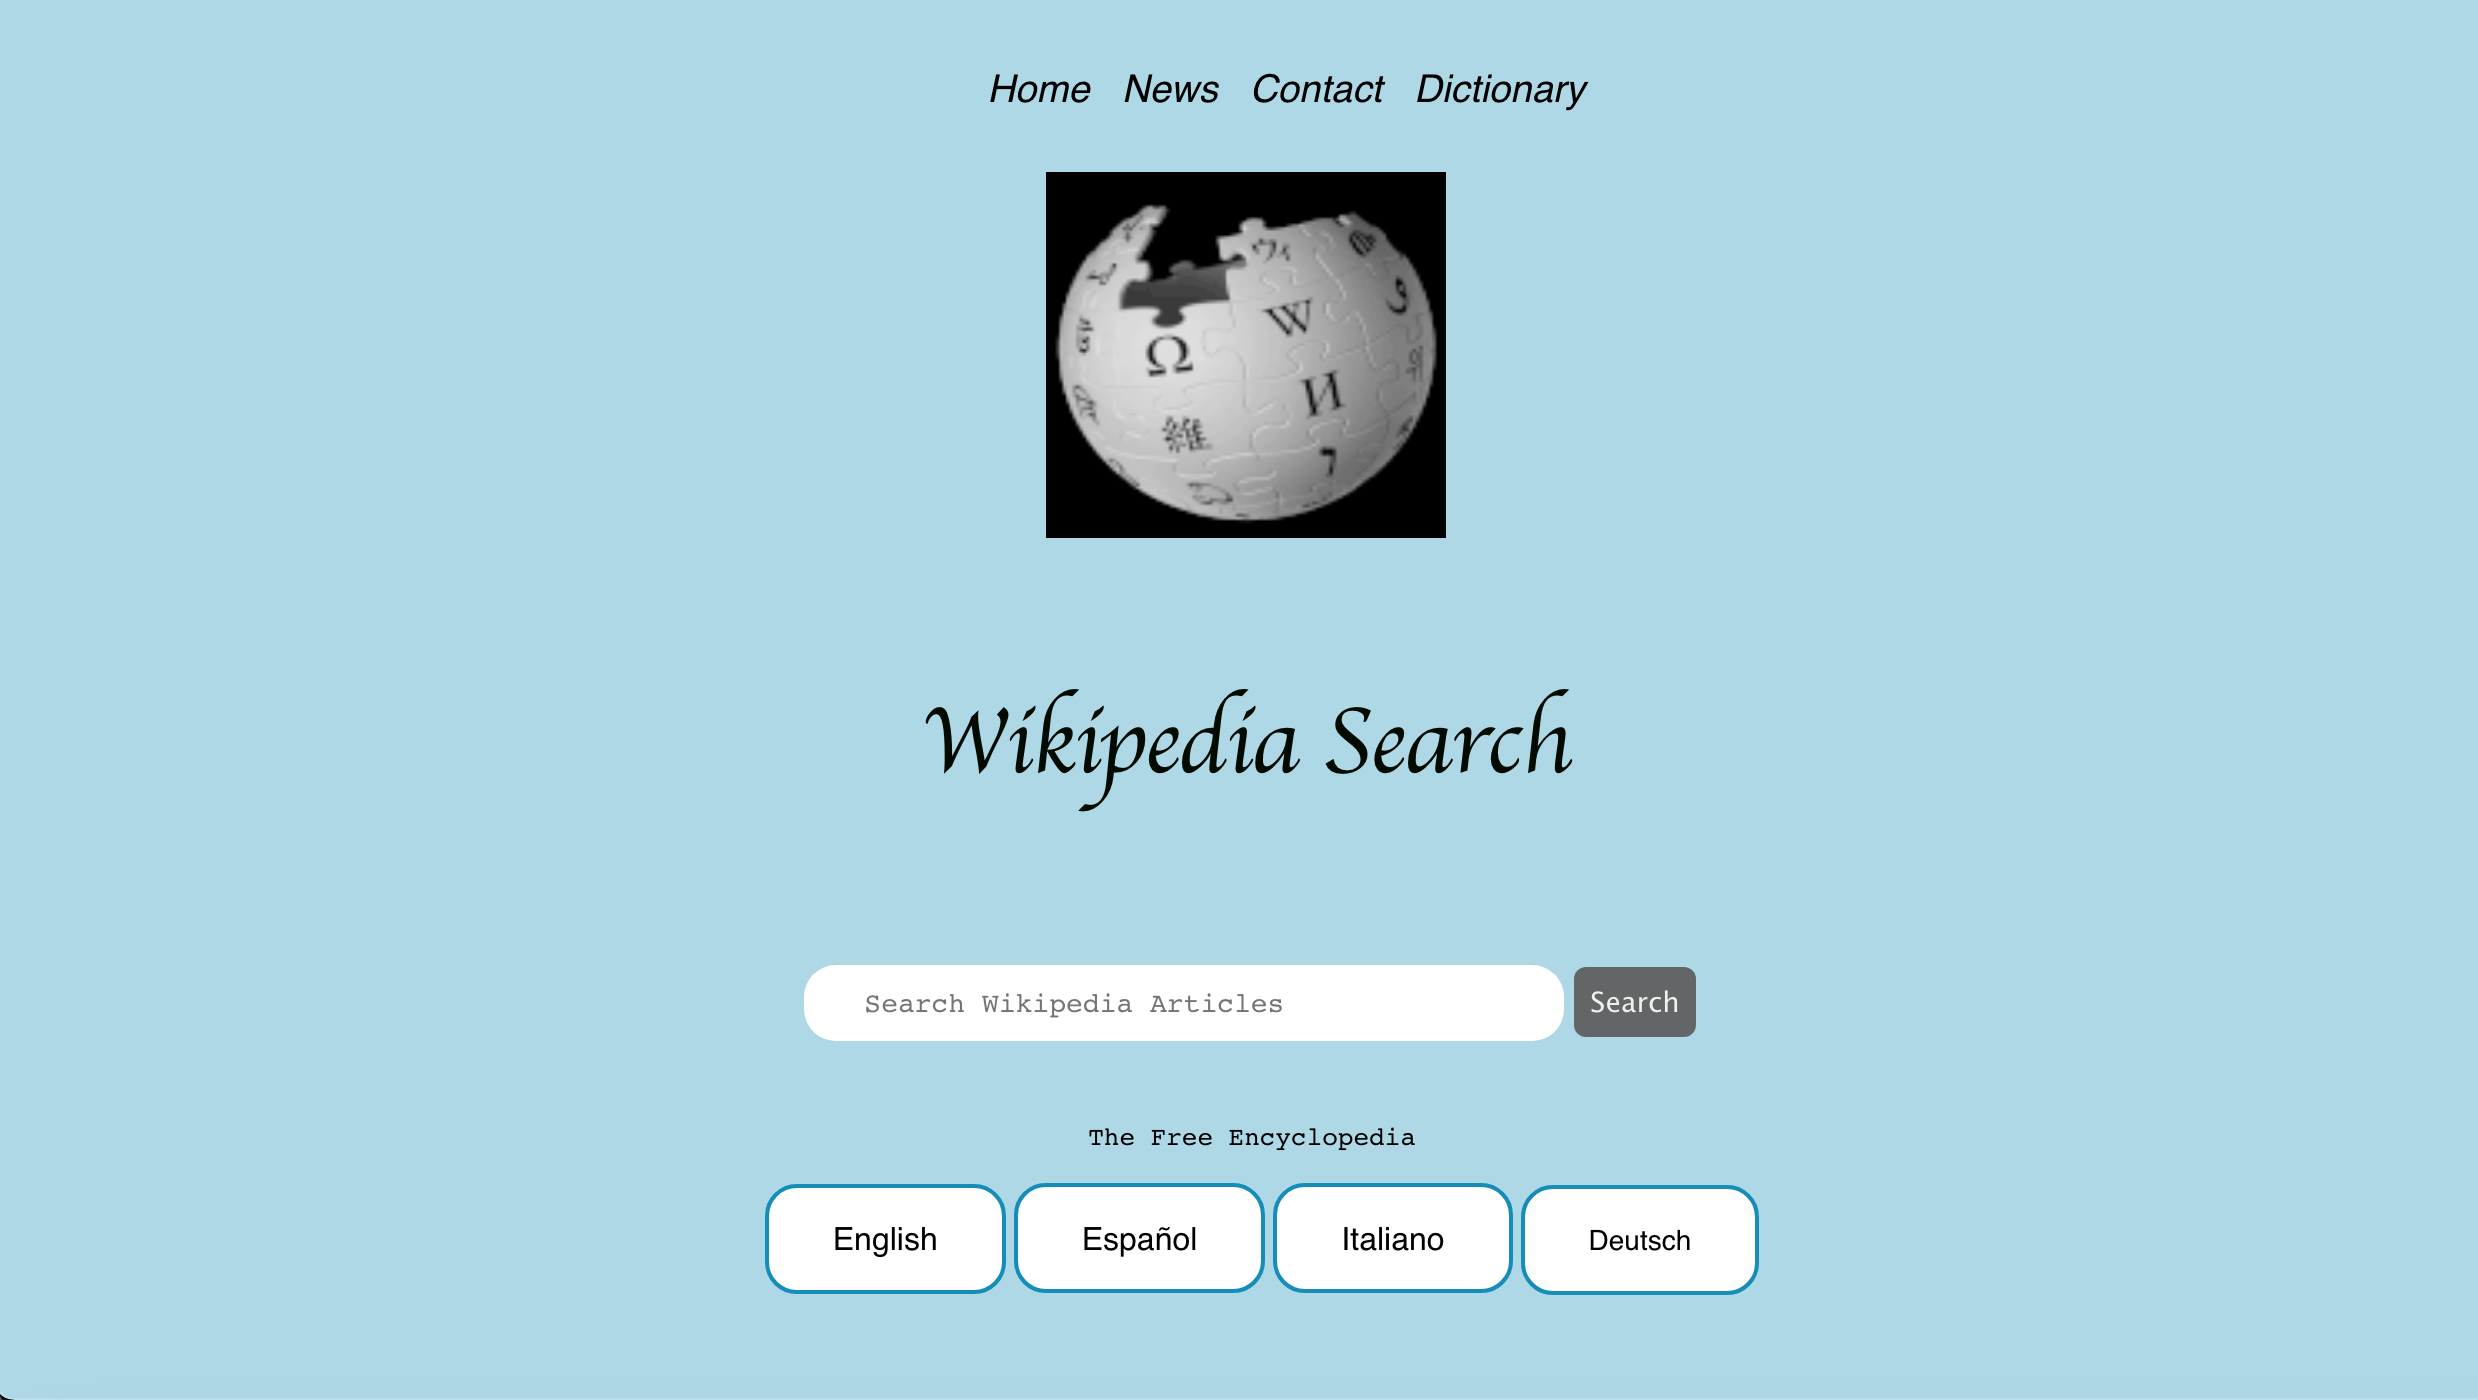 Home News Contact Dictionary
Ω W И
維 ו
Wikipedia Search
Search Wikipedia Articles Search
The Free Encyclopedia
English Español Italiano Deutsch